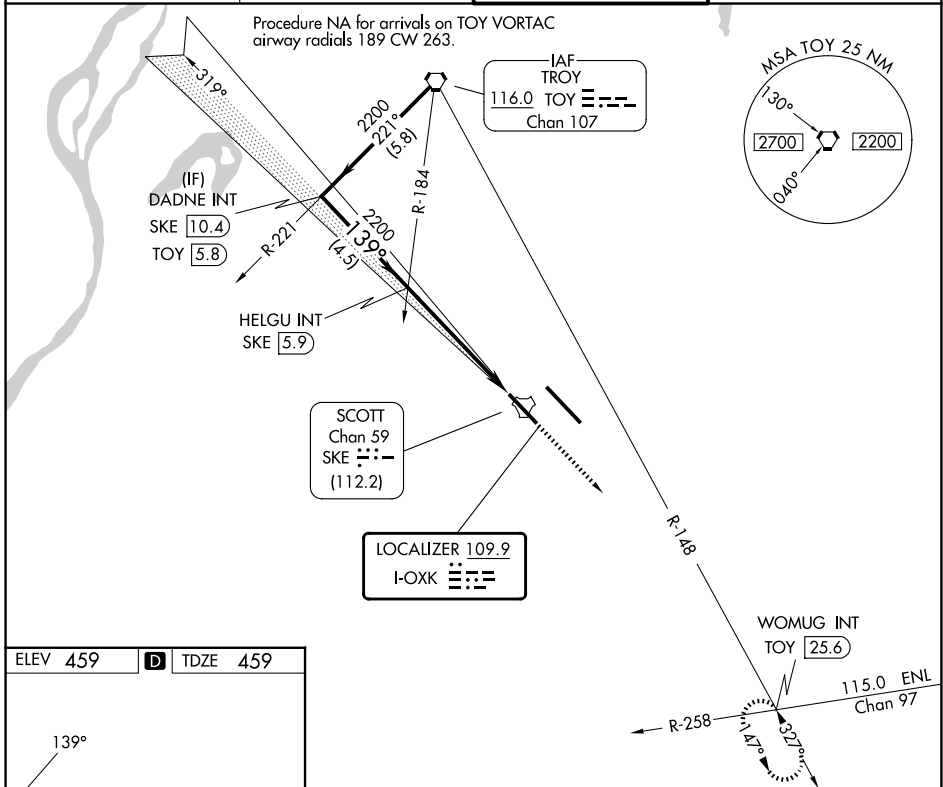 Procedure NA for arrivals on TOY VORTAC
airway radials 189 CW 263.
IAF
TROY
116.0 TOY
Chan 107
MSA TOY 25 NM
130°
2700
2200
040°
319°
2200
221°
(5.8)
R-184
(IF)
DADNE INT
SKE 10.4
TOY 5.8
R-221
2200
139°
(4.5)
HELGU INT
SKE 5.9
SCOTT
Chan 59
SKE
(112.2)
LOCALIZER 109.9
I-OXK
R-148
WOMUG INT
TOY 25.6
115.0 ENL
Chan 97
R-258
147°
327°
ELEV 459 D TDZE 459
139°